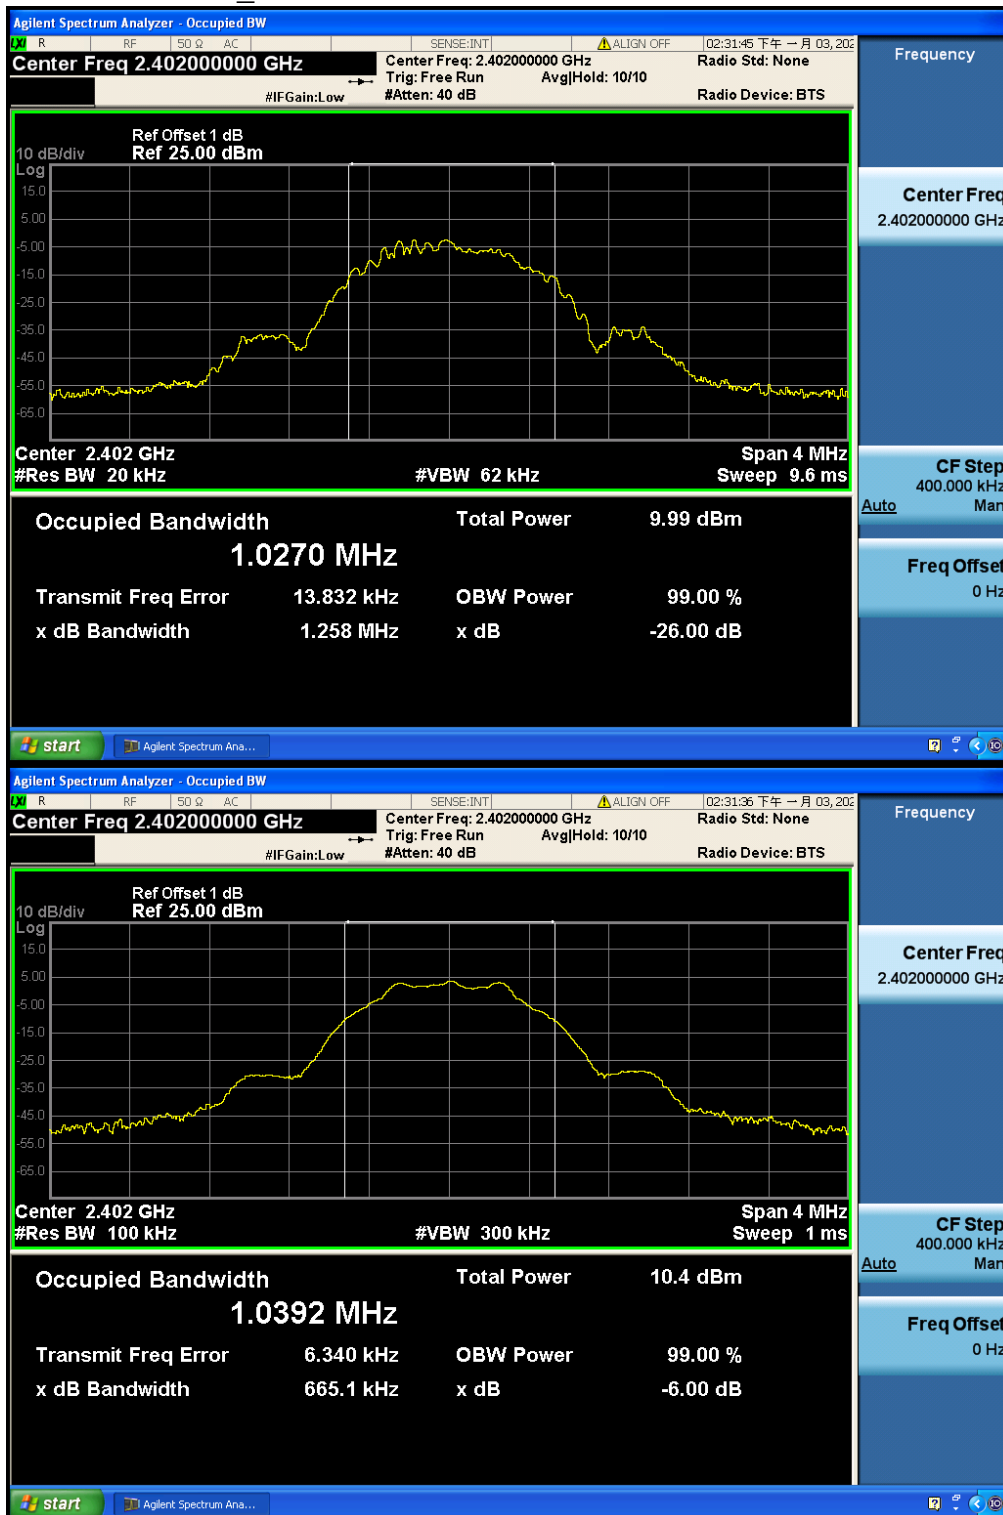 Agilent Spectrum Analyzer - Occupied BW
LXI R RF 50 Ω AC SENSE:INT ALIGN OFF 02:31:45 下午 一月 03, 202
Center Freq 2.402000000 GHz
Center Freq: 2.402000000 GHz Radio Std: None
Trig: Free Run Avg|Hold: 10/10
#IFGain:Low #Atten: 40 dB Radio Device: BTS
Ref Offset 1 dB
10 dB/div Ref 25.00 dBm
Log
15.0
5.00
-5.00
-15.0
-25.0
-35.0
-45.0
-55.0
-65.0
Center 2.402 GHz Span 4 MHz
#Res BW 20 kHz #VBW 62 kHz Sweep 9.6 ms
Occupied Bandwidth Total Power 9.99 dBm
1.0270 MHz
Transmit Freq Error 13.832 kHz OBW Power 99.00 %
x dB Bandwidth 1.258 MHz x dB -26.00 dB
Frequency
Center Freq
2.402000000 GHz
CF Step
400.000 kHz
Auto Man
Freq Offset
0 Hz
start Agilent Spectrum Ana...
Agilent Spectrum Analyzer - Occupied BW
LXI R RF 50 Ω AC SENSE:INT ALIGN OFF 02:31:36 下午 一月 03, 202
Center Freq 2.402000000 GHz
Center Freq: 2.402000000 GHz Radio Std: None
Trig: Free Run Avg|Hold: 10/10
#IFGain:Low #Atten: 40 dB Radio Device: BTS
Ref Offset 1 dB
10 dB/div Ref 25.00 dBm
Log
15.0
5.00
-5.00
-15.0
-25.0
-35.0
-45.0
-55.0
-65.0
Center 2.402 GHz Span 4 MHz
#Res BW 100 kHz #VBW 300 kHz Sweep 1 ms
Occupied Bandwidth Total Power 10.4 dBm
1.0392 MHz
Transmit Freq Error 6.340 kHz OBW Power 99.00 %
x dB Bandwidth 665.1 kHz x dB -6.00 dB
Frequency
Center Freq
2.402000000 GHz
CF Step
400.000 kHz
Auto Man
Freq Offset
0 Hz
start Agilent Spectrum Ana...